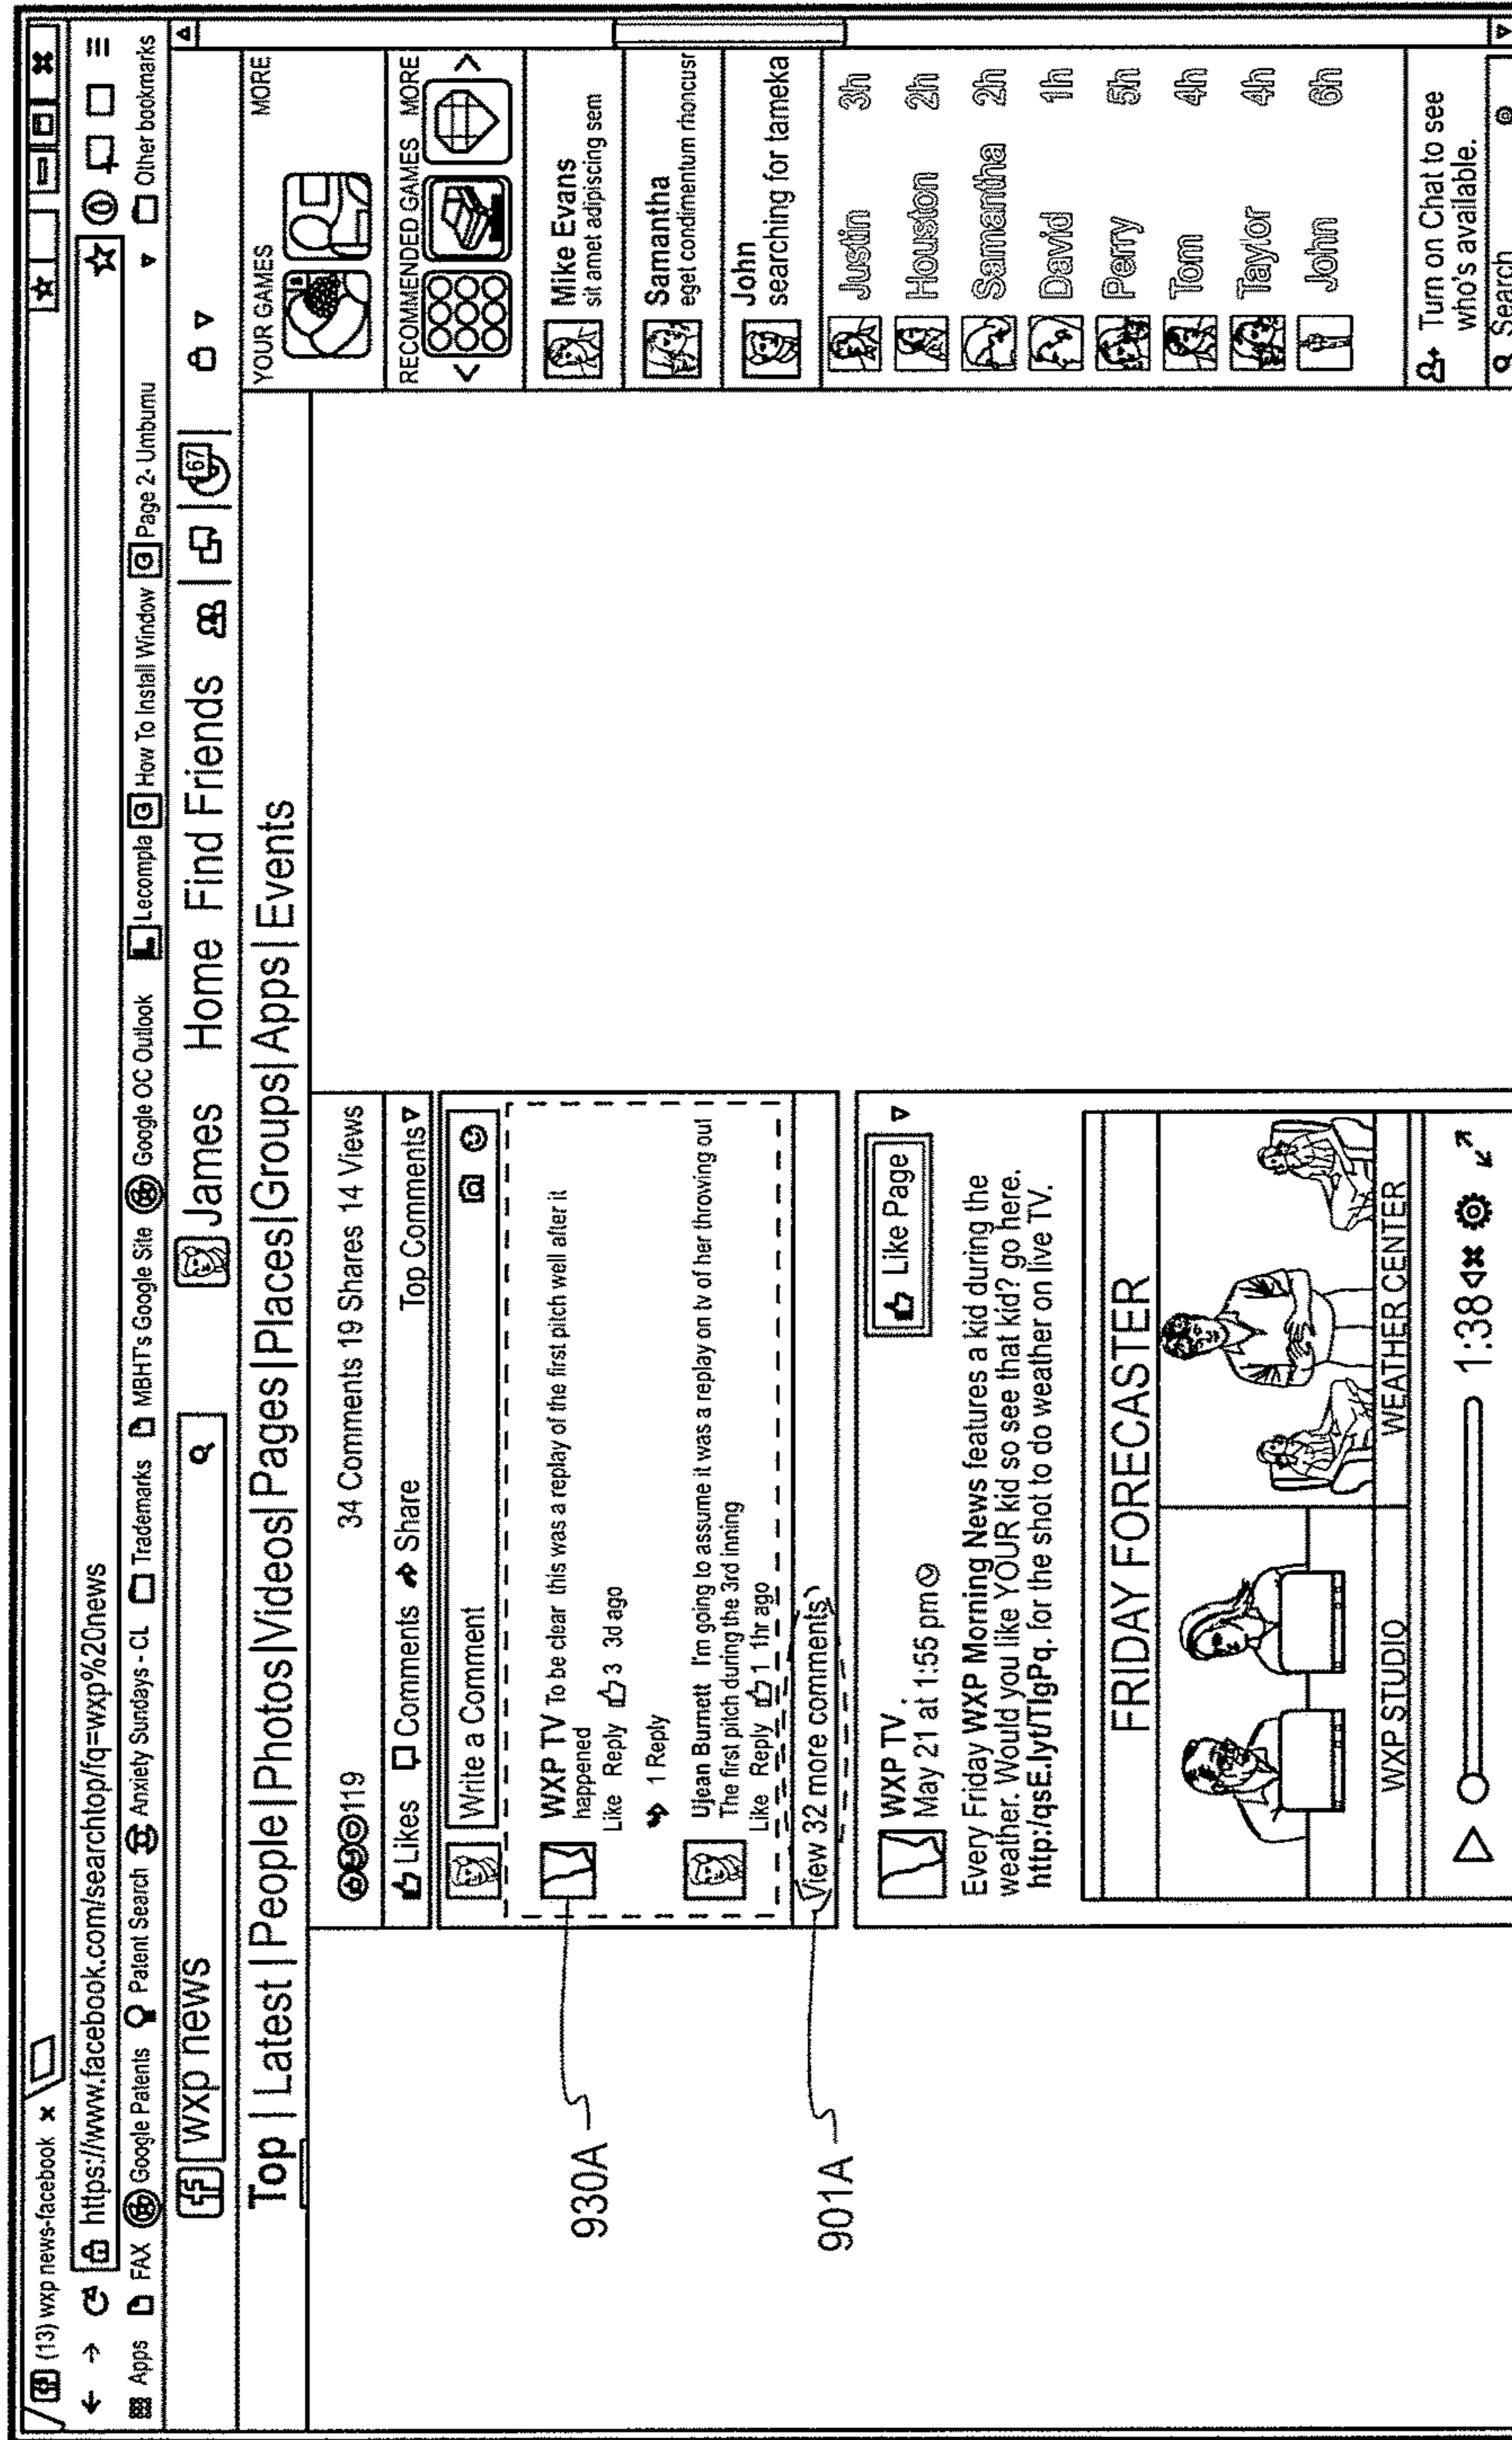 (13) wxp news-facebook
https://www.facebook.com/searchtop/fq=wxp%20news
Apps FAX Google Patents Patent Search Anxiety Sundays - CL Trademarks MBHT's Google Site Google OC Outlook Lecompla How To Install Window Page 2- Umbumu Other bookmarks
wxp news James Home Find Friends 67
Top | Latest | People | Photos | Videos | Pages | Places | Groups | Apps | Events
34 Comments 19 Shares 14 Views
119
Likes Comments Share Top Comments
Write a Comment
WXP TV To be clear this was a replay of the first pitch well after it
happened
Like Reply 3 3d ago
1 Reply
Ujean Burnett I'm going to assume it was a replay on tv of her throving out
The first pitch during the 3rd inning
Like Reply 1 1hr ago
View 32 more comments
930A
901A
WXP TV.
May 21 at 1:55 pm
Like Page
Every Friday WXP Morning News features a kid during the
weather. Would you like YOUR kid so see that kid? go here.
http:/qsE.lyt/TlgPq. for the shot to do weather on live TV.
FRIDAY FORECASTER
WXP STUDIO WEATHER CENTER
1:38
YOUR GAMES MORE
RECOMMENDED GAMES MORE
Mike Evans
sit amet adipiscing sem
Samantha
eget condimentum rhoncusr
John
searching for tameka
Justin 3h
Houston 2h
Samantha 2h
David 1h
Perry 5h
Tom 4h
Taylor 4h
John 6h
Turn on Chat to see
who's available.
Search